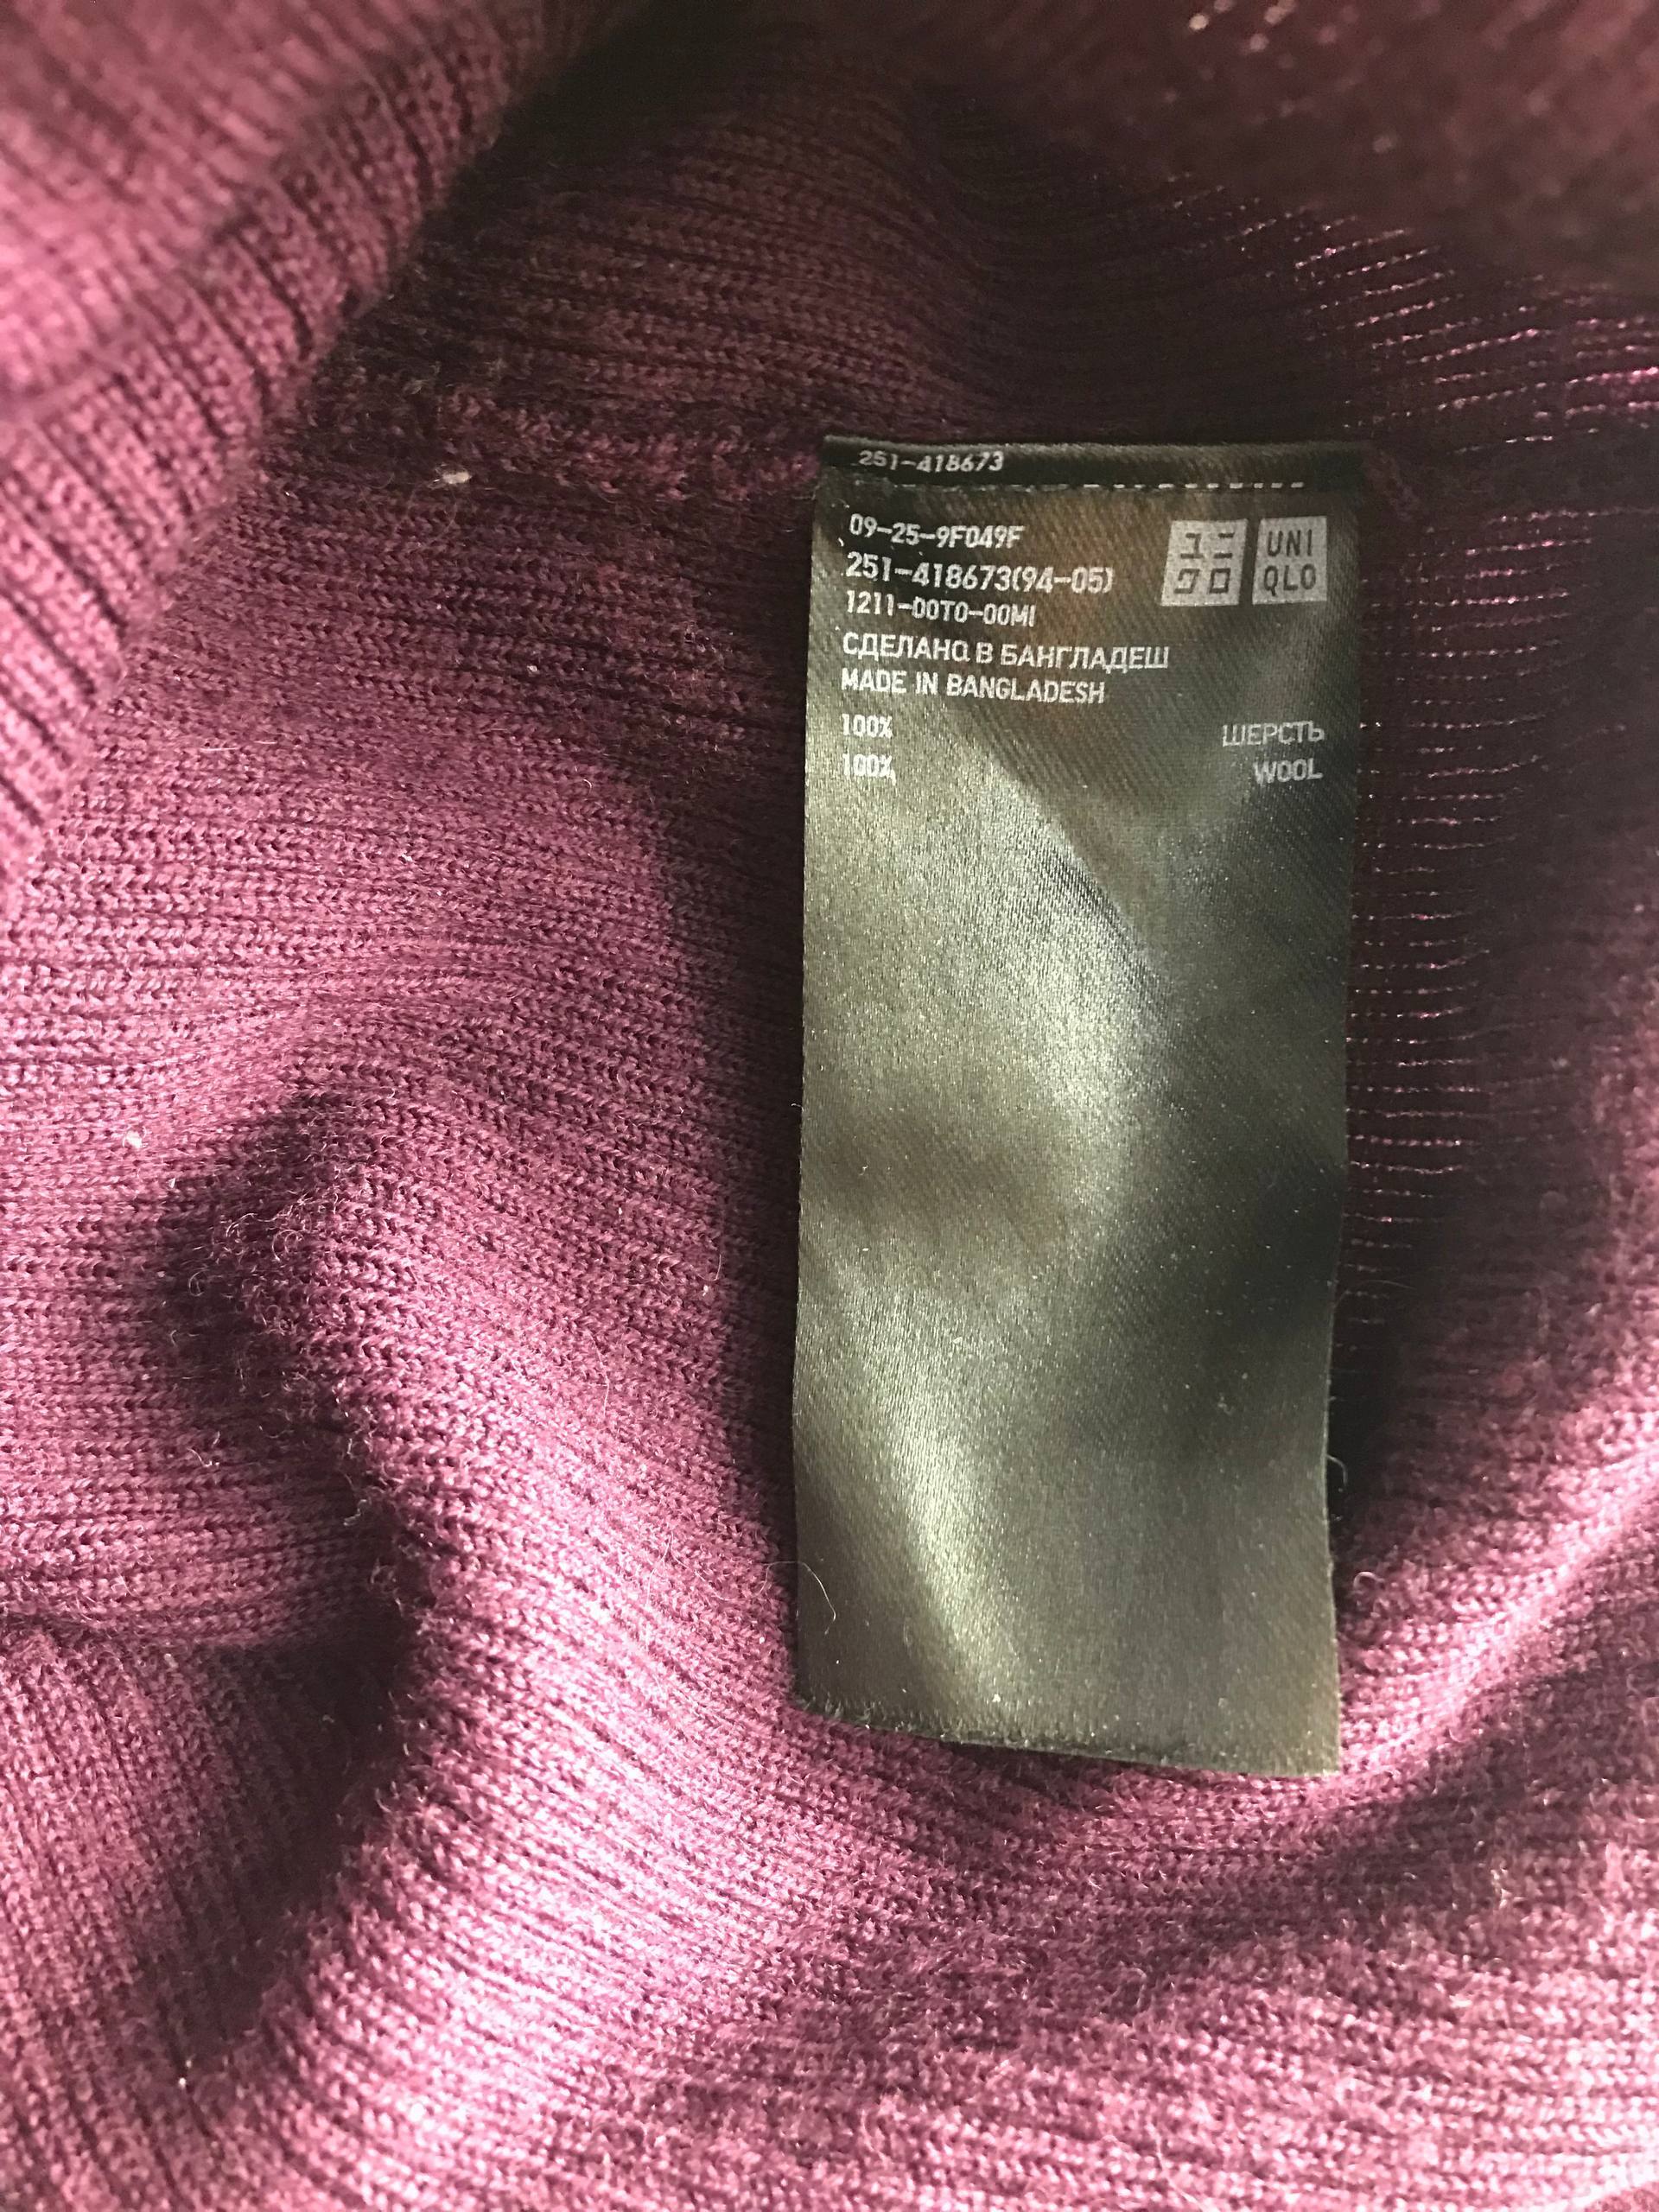 251-418673
09-25-9F049F
251-418673(94-05)
1211-00T0-00MI
ユニ UNI
クロ QLO
СДЕЛАНО В БАНГЛАДЕШ
MADE IN BANGLADESH
100% ШЕРСТЬ
100% WOOL